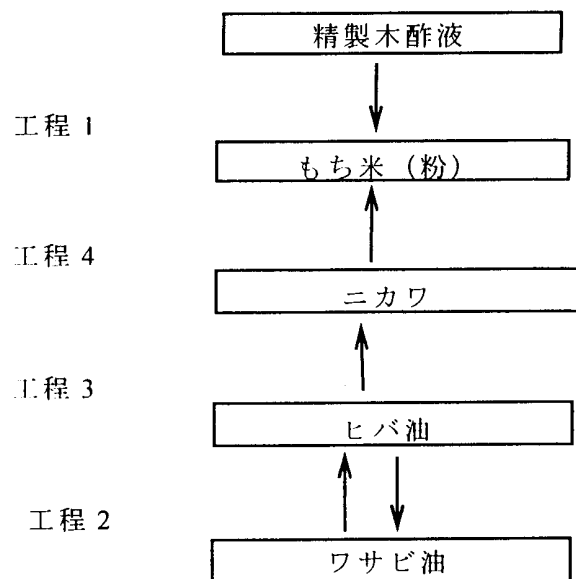 精製木酢液
工程 1
もち米（粉）
工程 4
ニカワ
工程 3
ヒバ油
工程 2
ワサビ油